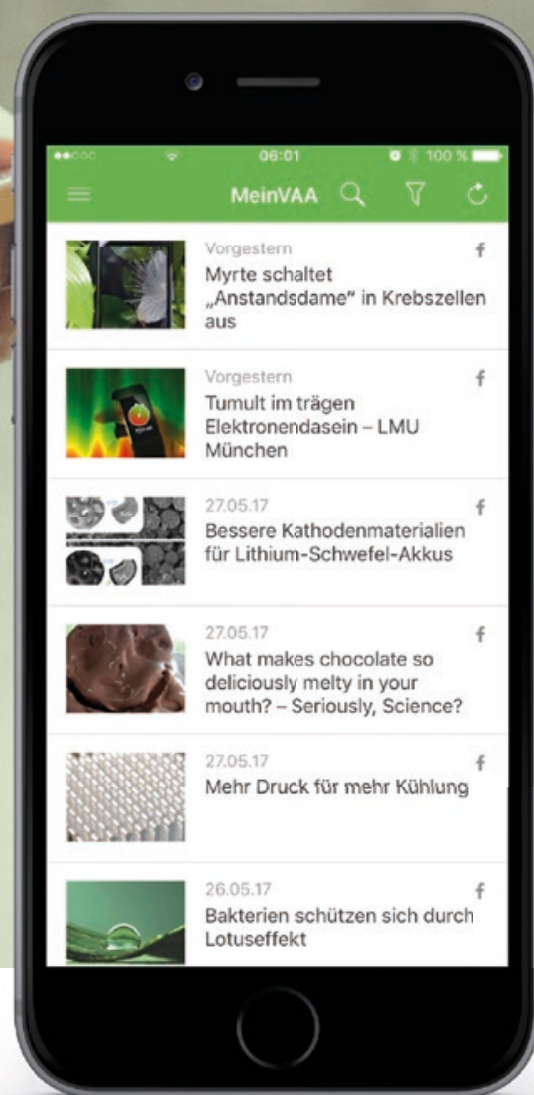 06:01
100 %
MeinVAA
Vorgestern
f
Myrte schaltet
„Anstandsdame“ in Krebszellen
aus
Vorgestern
f
Tumult im trägen
Elektronendasein – LMU
München
27.05.17
f
Bessere Kathodenmaterialien
für Lithium-Schwefel-Akkus
27.05.17
f
What makes chocolate so
deliciously melty in your
mouth? – Seriously, Science?
27.05.17
f
Mehr Druck für mehr Kühlung
26.05.17
f
Bakterien schützen sich durch
Lotuseffekt